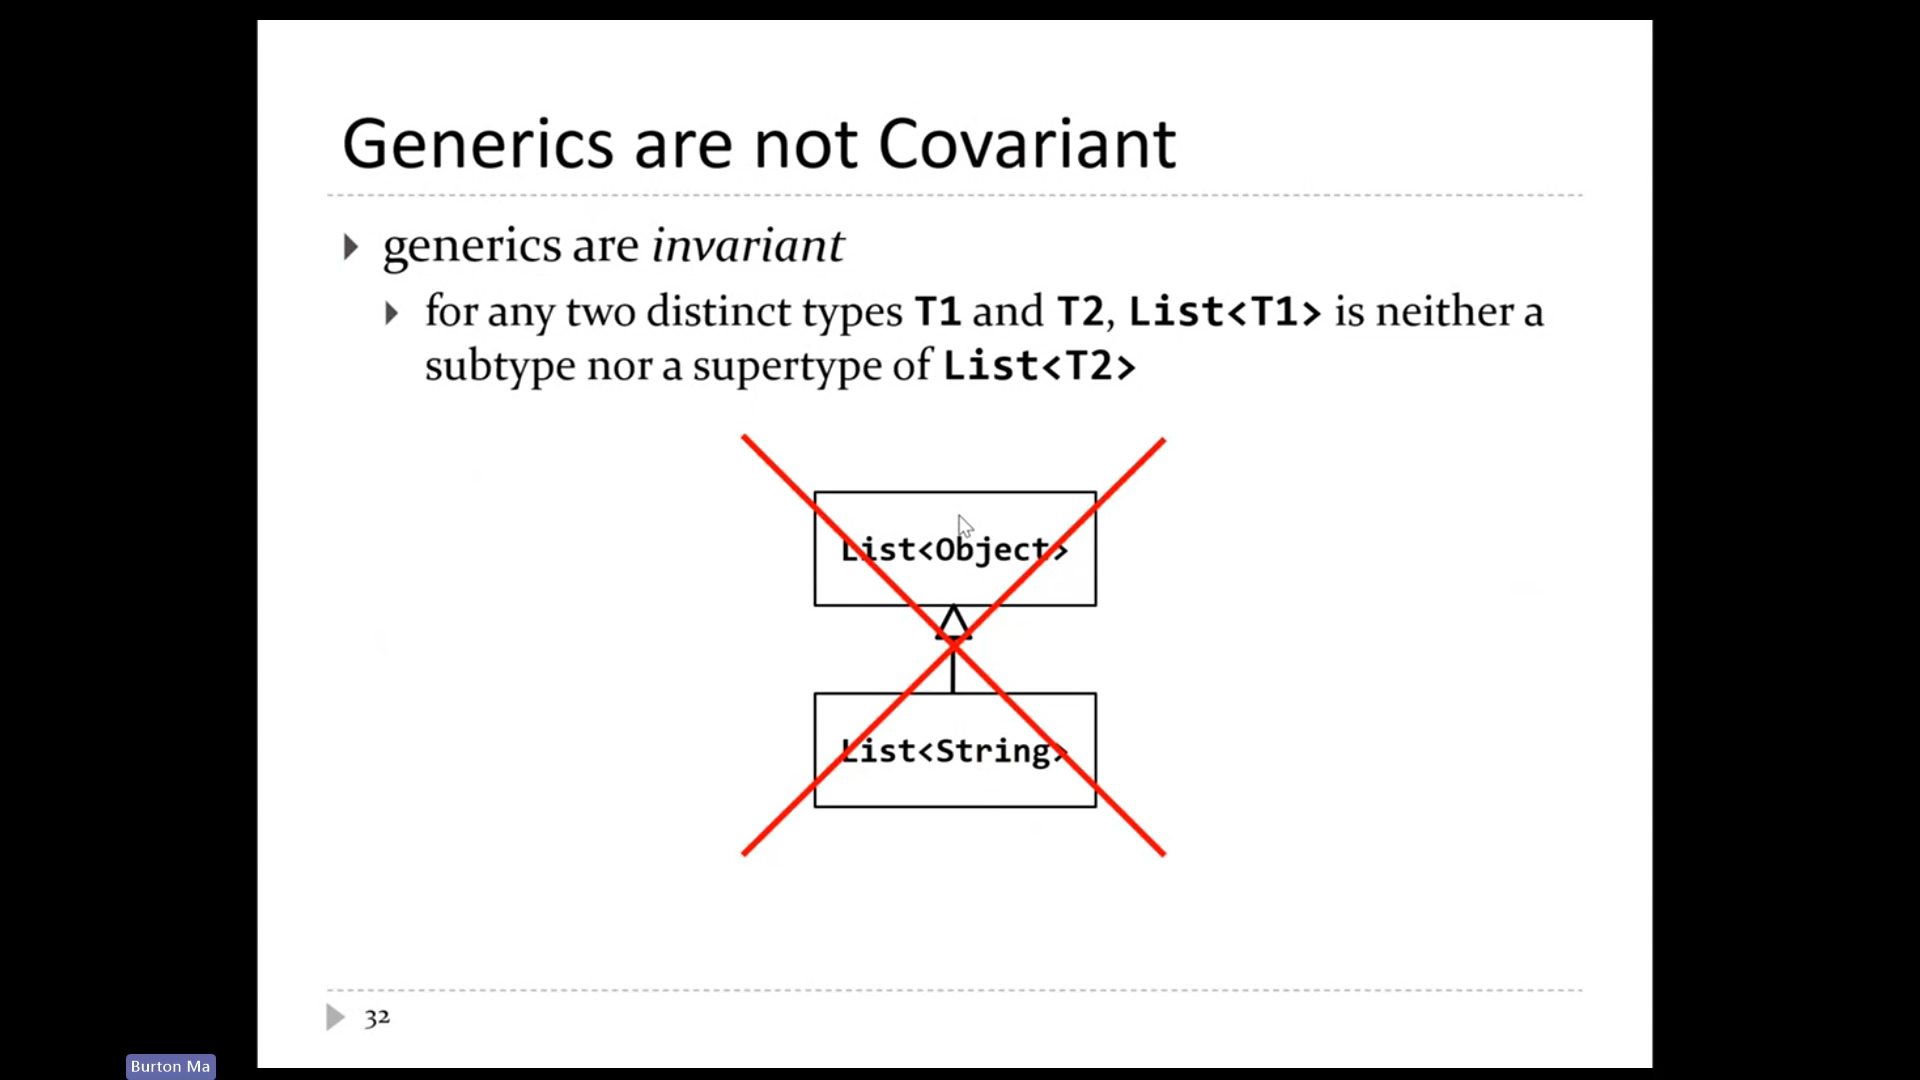 Generics are not Covariant
generics are invariant
for any two distinct types T1 and T2, List<T1> is neither a
subtype nor a supertype of List<T2>
List<Object>
List<String>
32
Burton Ma